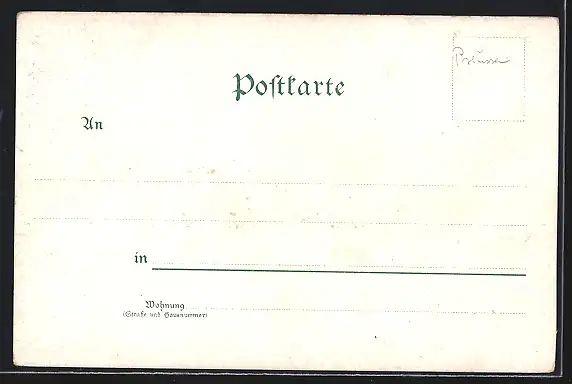 Postkarte
An
in
Wohnung
(Straße und Hausnummer)